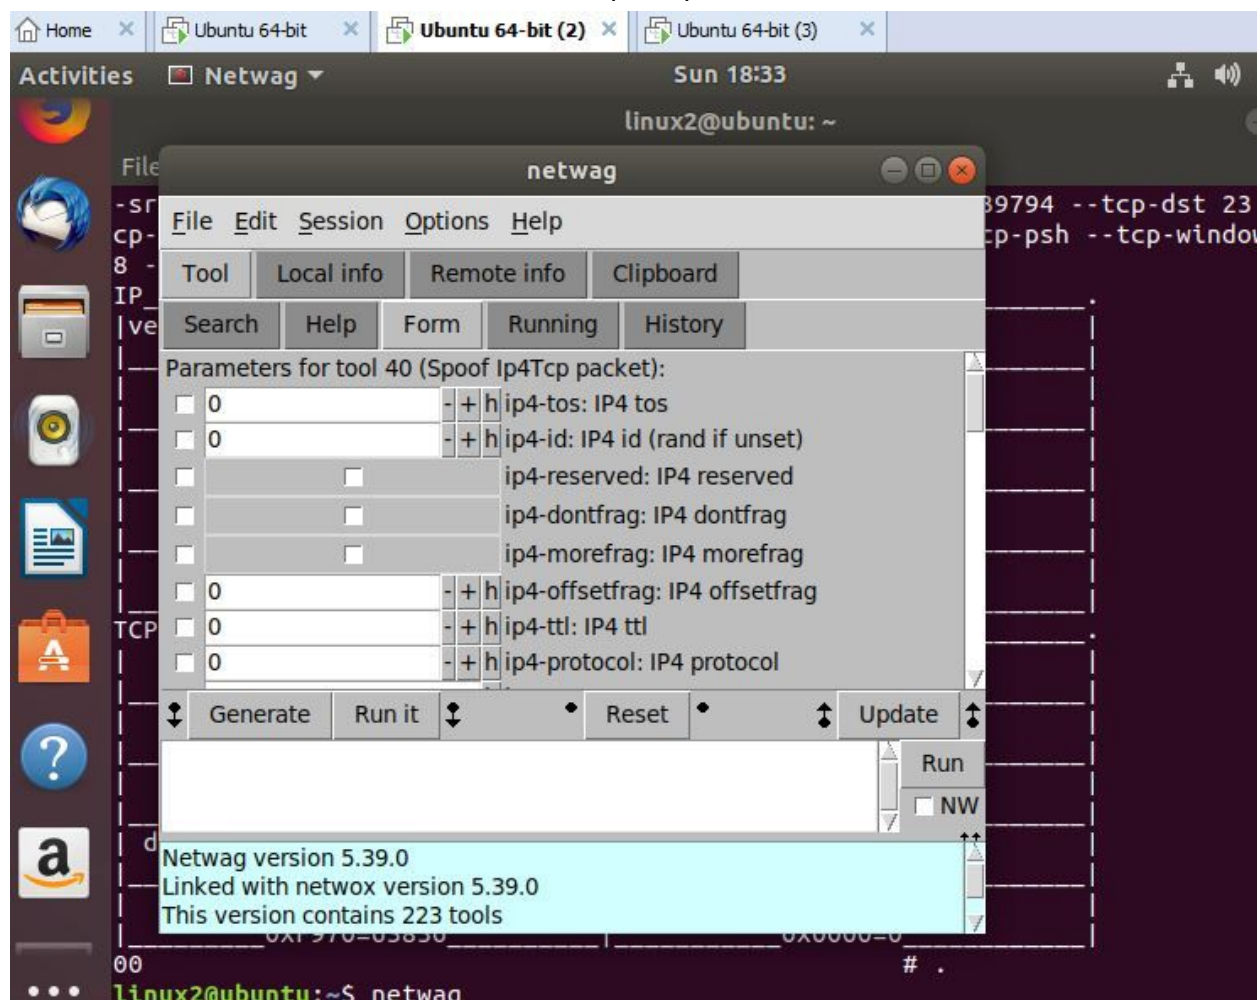 Home × Ubuntu 64-bit × Ubuntu 64-bit (2) × Ubuntu 64-bit (3) ×
Activities Netwag ▾ Sun 18:33
linux2@ubuntu: ~
File
netwag
-sr 39794 --tcp-dst 23
File Edit Session Options Help
cp- cp-psh --tcp-window
8 -
Tool Local info Remote info Clipboard
IP
Search Help Form Running History
|ve
Parameters for tool 40 (Spoof Ip4Tcp packet):
0 - + h ip4-tos: IP4 tos
0 - + h ip4-id: IP4 id (rand if unset)
ip4-reserved: IP4 reserved
ip4-dontfrag: IP4 dontfrag
ip4-morefrag: IP4 morefrag
0 - + h ip4-offsetfrag: IP4 offsetfrag
TCP
0 - + h ip4-ttl: IP4 ttl
0 - + h ip4-protocol: IP4 protocol
Generate Run it Reset Update
Run
NW
d
Netwag version 5.39.0
Linked with netwox version 5.39.0
This version contains 223 tools
00 # .
linux2@ubuntu:~$ netwag